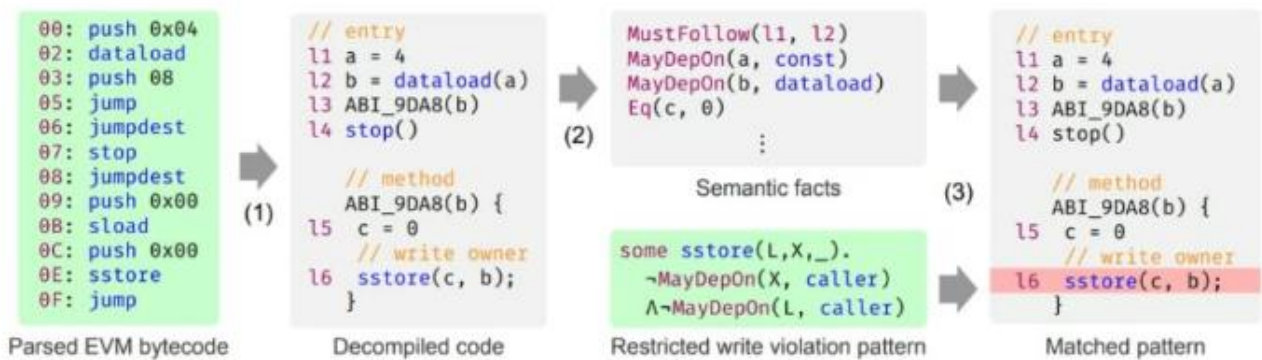 00: push 0x04
02: dataload
03: push 08
05: jump
06: jumpdest
07: stop
08: jumpdest
09: push 0x00
0B: sload
0C: push 0x00
0E: sstore
0F: jump
Parsed EVM bytecode
(1)
// entry
l1 a = 4
l2 b = dataload(a)
l3 ABI_9DA8(b)
l4 stop()
// method
ABI_9DA8(b) {
l5 c = 0
// write owner
l6 sstore(c, b);
}
Decompiled code
(2)
MustFollow(l1, l2)
MayDepOn(a, const)
MayDepOn(b, dataload)
Eq(c, 0)
⋮
Semantic facts
some sstore(L,X,_).
¬MayDepOn(X, caller)
∧¬MayDepOn(L, caller)
Restricted write violation pattern
(3)
// entry
l1 a = 4
l2 b = dataload(a)
l3 ABI_9DA8(b)
l4 stop()
// method
ABI_9DA8(b) {
l5 c = 0
// write owner
l6 sstore(c, b);
}
Matched pattern